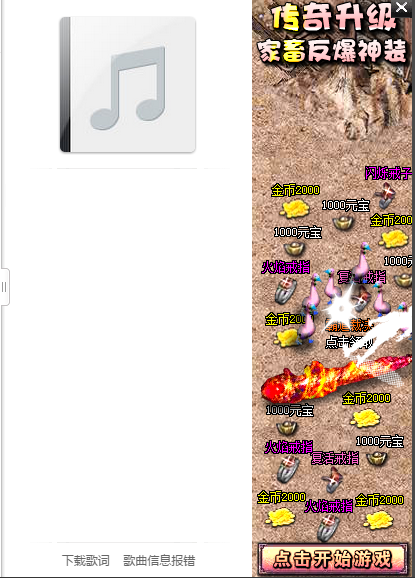 传奇升级
家畜反爆神装
闪烁戒子
金币2000
1000元宝
金币200
1000元宝
1000
火焰戒指
复活戒指
金币20
点击
金币2000
1000元宝
1000元宝
火焰戒指
复活戒指
金币2000
金币2000
火焰戒指
下载歌词 歌曲信息报错
点击开始游戏